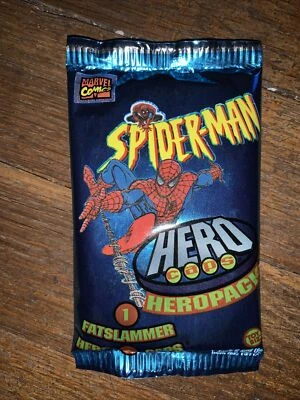 MARVEL
COMICS
SPIDER-MAN
HERO
CAPS
HEROPACK
1
FATSLAMMER